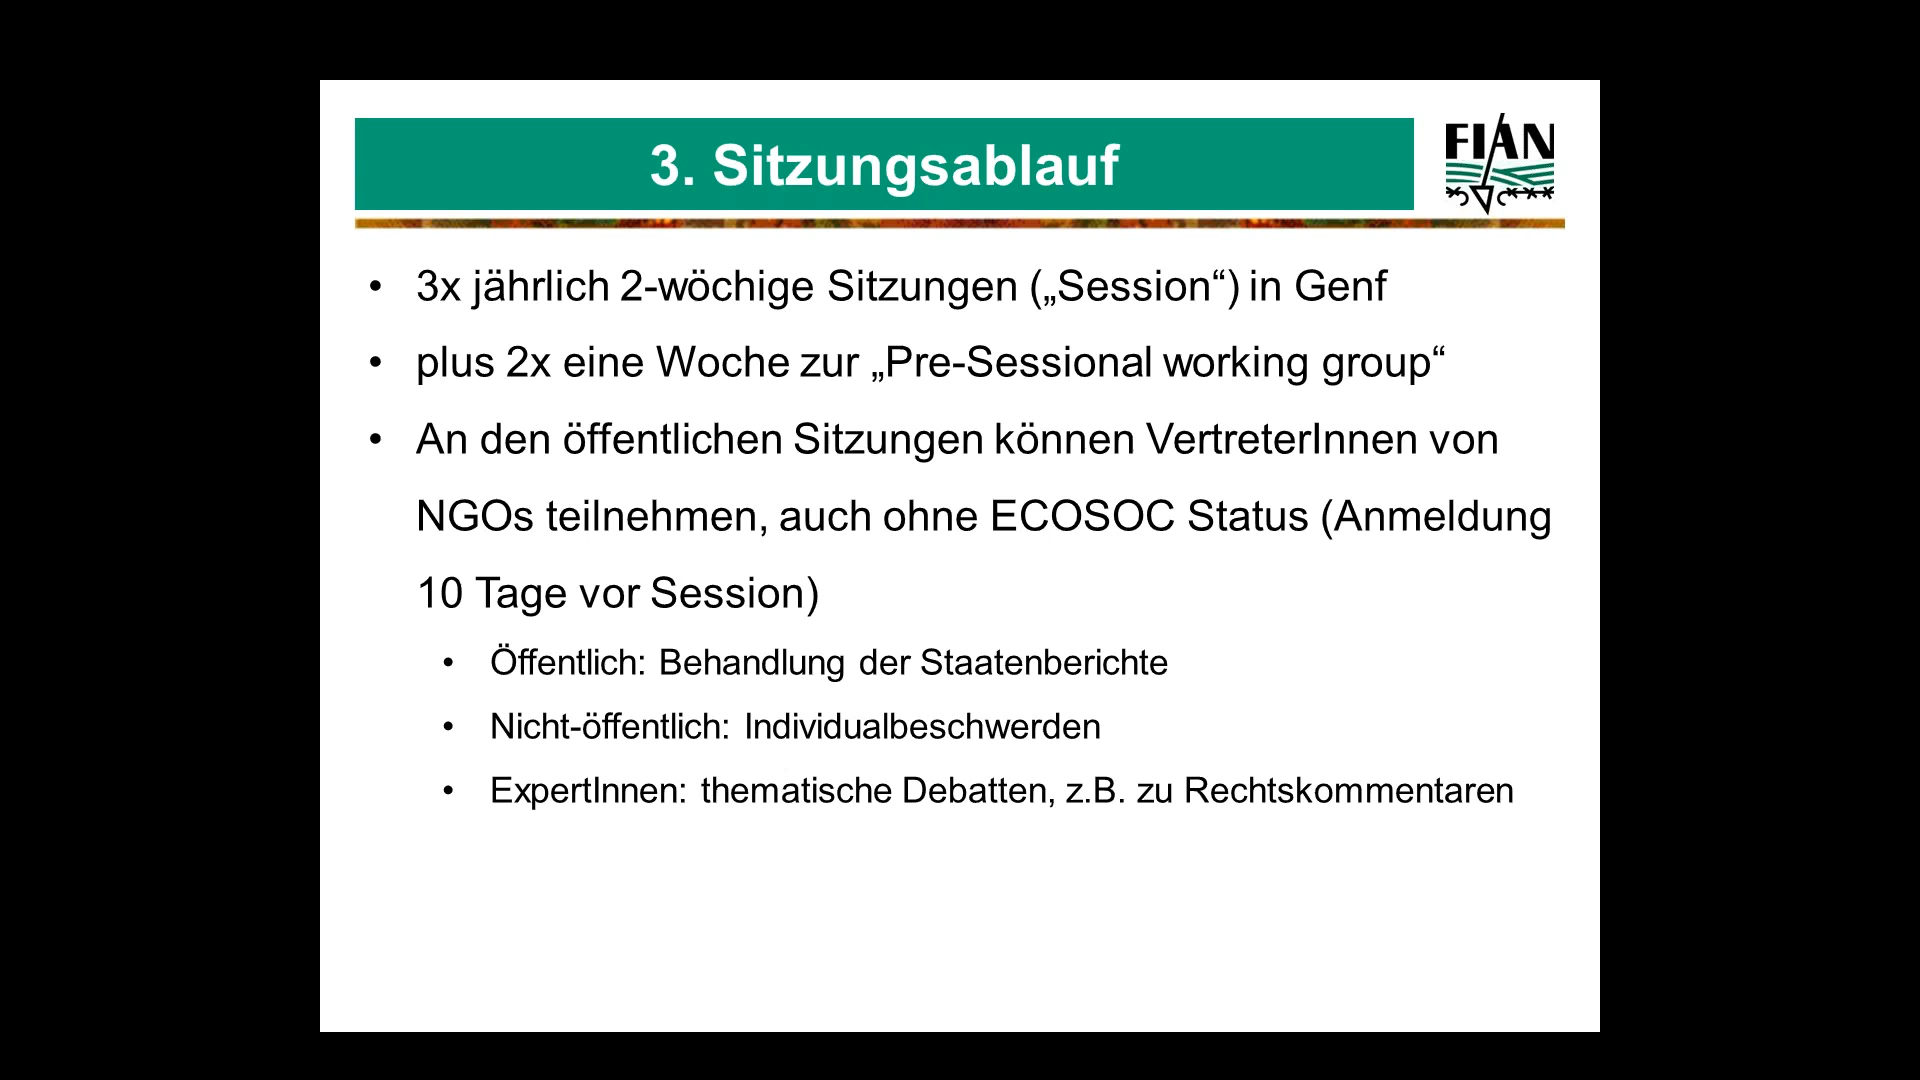 3. Sitzungsablauf
FIAN
• 3x jährlich 2-wöchige Sitzungen („Session“) in Genf
• plus 2x eine Woche zur „Pre-Sessional working group“
• An den öffentlichen Sitzungen können VertreterInnen von
NGOs teilnehmen, auch ohne ECOSOC Status (Anmeldung
10 Tage vor Session)
• Öffentlich: Behandlung der Staatenberichte
• Nicht-öffentlich: Individualbeschwerden
• ExpertInnen: thematische Debatten, z.B. zu Rechtskommentaren